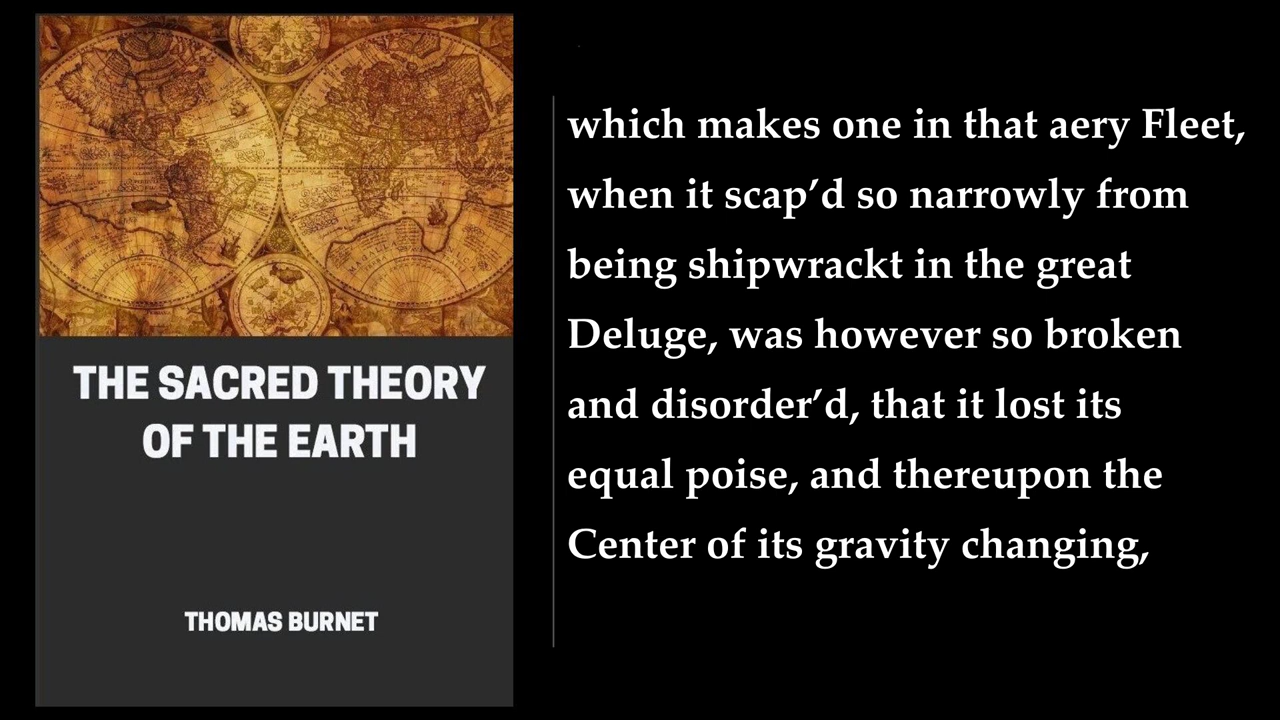 THE SACRED THEORY
OF THE EARTH
THOMAS BURNET
which makes one in that aery Fleet,
when it scap’d so narrowly from
being shipwrackt in the great
Deluge, was however so broken
and disorder’d, that it lost its
equal poise, and thereupon the
Center of its gravity changing,